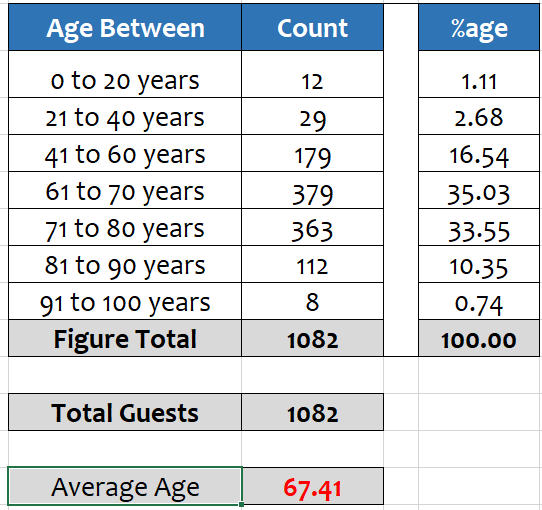 Age Between Count %age
0 to 20 years 12 1.11
21 to 40 years 29 2.68
41 to 60 years 179 16.54
61 to 70 years 379 35.03
71 to 80 years 363 33.55
81 to 90 years 112 10.35
91 to 100 years 8 0.74
Figure Total 1082 100.00
Total Guests 1082
Average Age 67.41